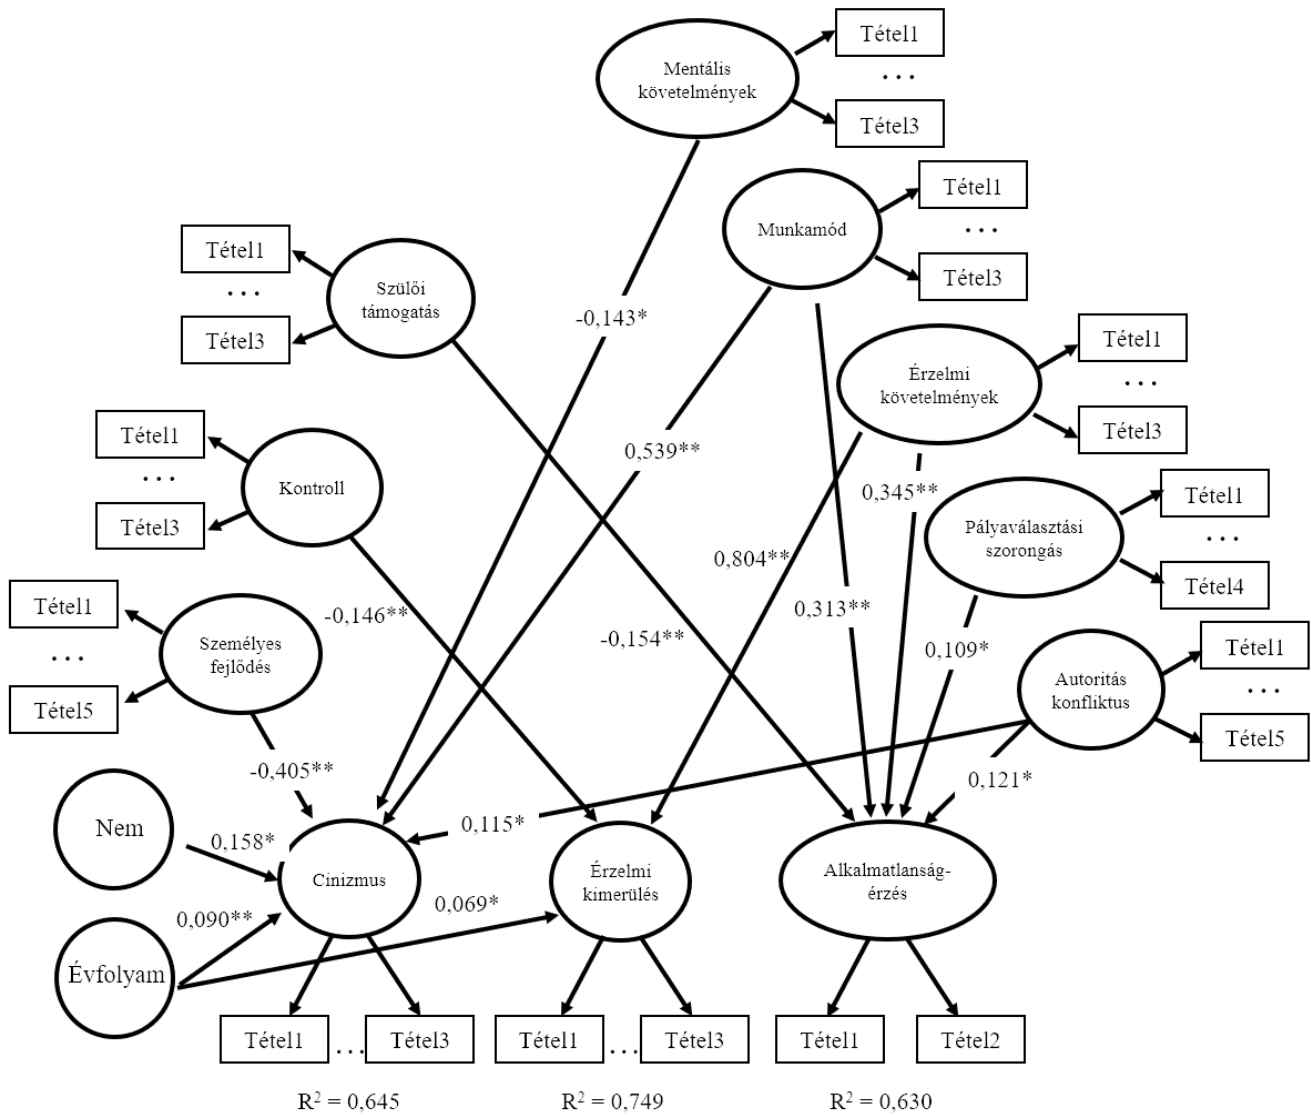 Tétel1
Mentális
követelmények
. . .
Tétel3
Tétel1
Munkamód
. . .
Tétel3
Tétel1
. . .
Tétel3
Szülői
támogatás
-0,143*
Tétel1
Érzelmi
követelmények
. . .
Tétel3
Tétel1
. . .
Tétel3
Kontroll
0,539**
0,345**
Tétel1
Pályaválasztási
szorongás
. . .
Tétel4
0,804**
Tétel1
. . .
Tétel5
Személyes
fejlődés
-0,146**
-0,154**
0,313**
0,109*
Tétel1
Autoritás
konfliktus
. . .
Tétel5
-0,405**
0,121*
Nem
0,158*
0,115*
Cinizmus
Érzelmi
kimerülés
Alkalmatlanság-
érzés
0,090**
0,069*
Évfolyam
Tétel1
. . .
Tétel3
Tétel1
. . .
Tétel3
Tétel1
Tétel2
R² = 0,645
R² = 0,749
R² = 0,630